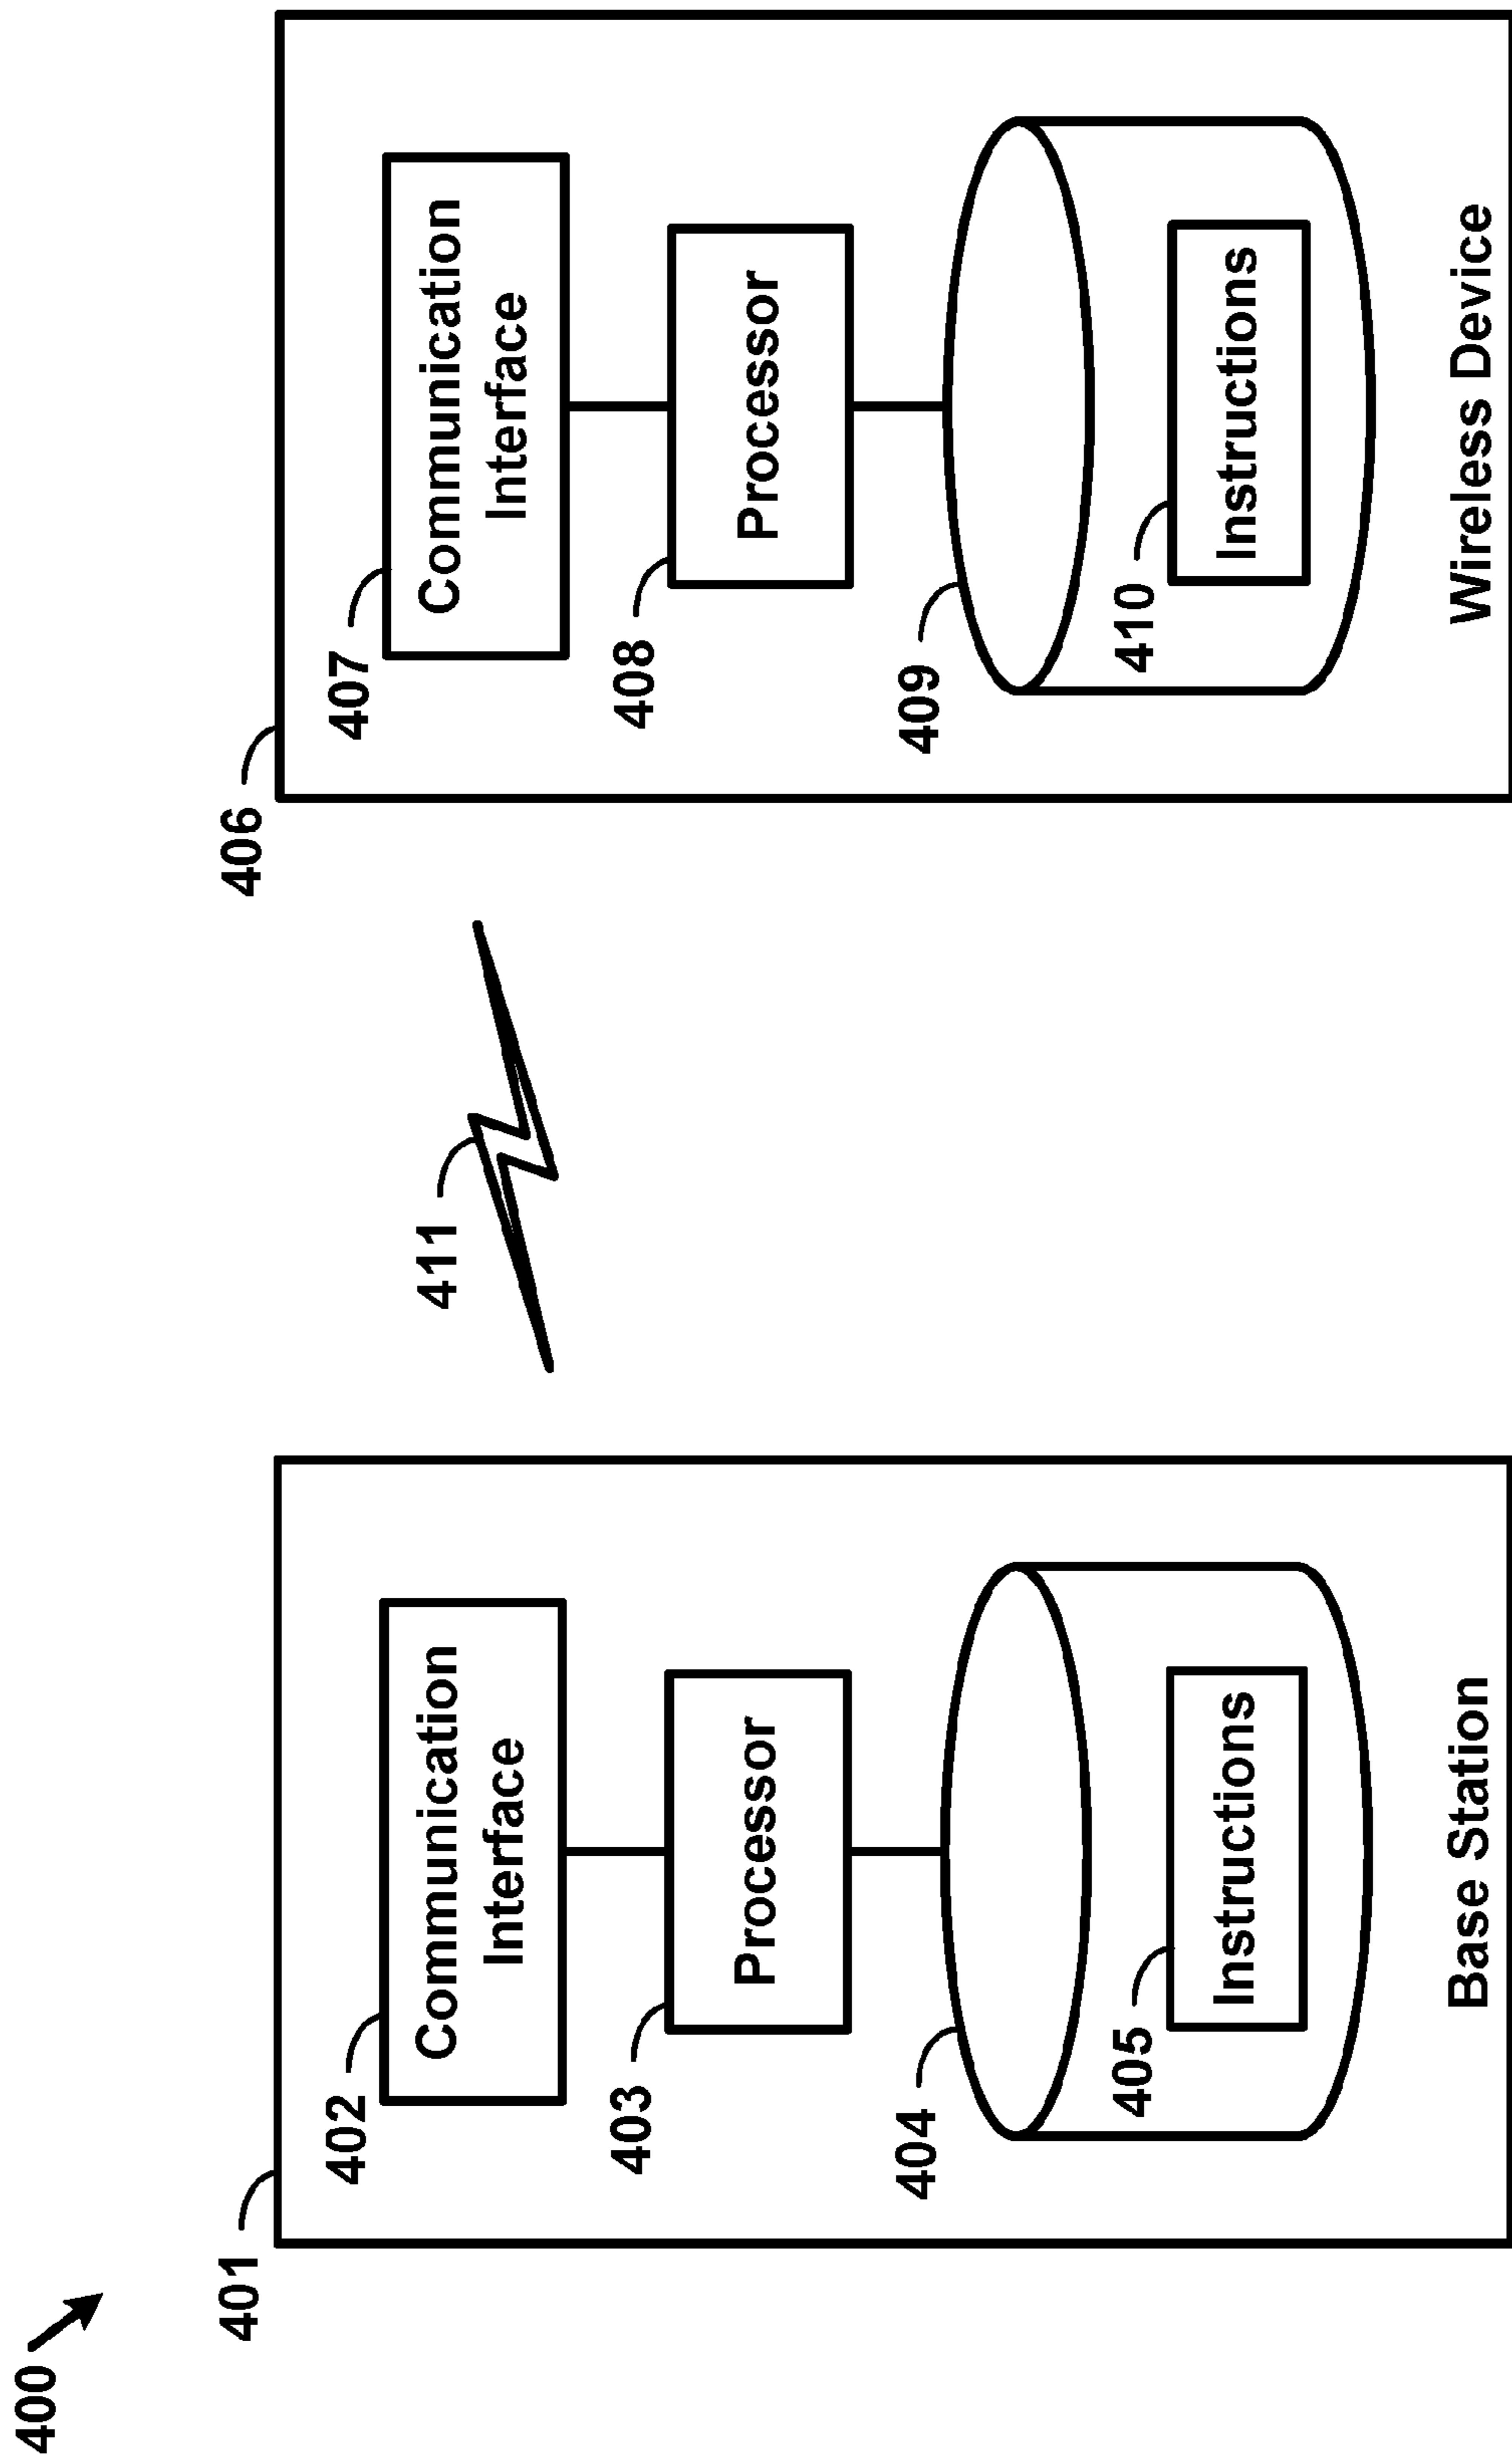 400
401
402
Communication
Interface
403
Processor
404
405
Instructions
Base Station
411
406
407
Communication
Interface
408
Processor
409
410
Instructions
Wireless Device